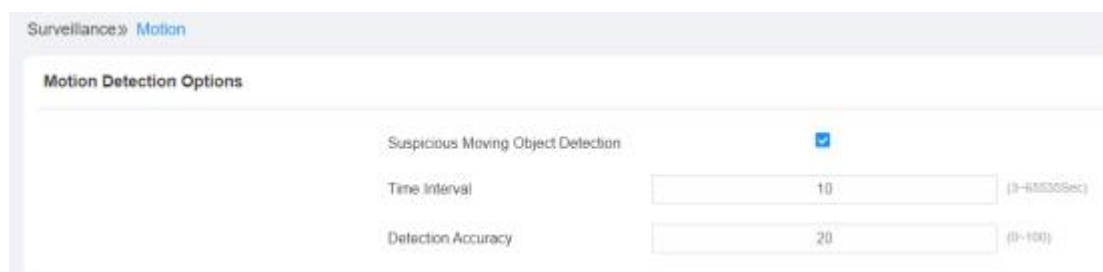 Surveillance» Motion
Motion Detection Options
Suspicious Moving Object Detection
Time Interval 10 (3~65535Sec)
Detection Accuracy 20 (0~100)